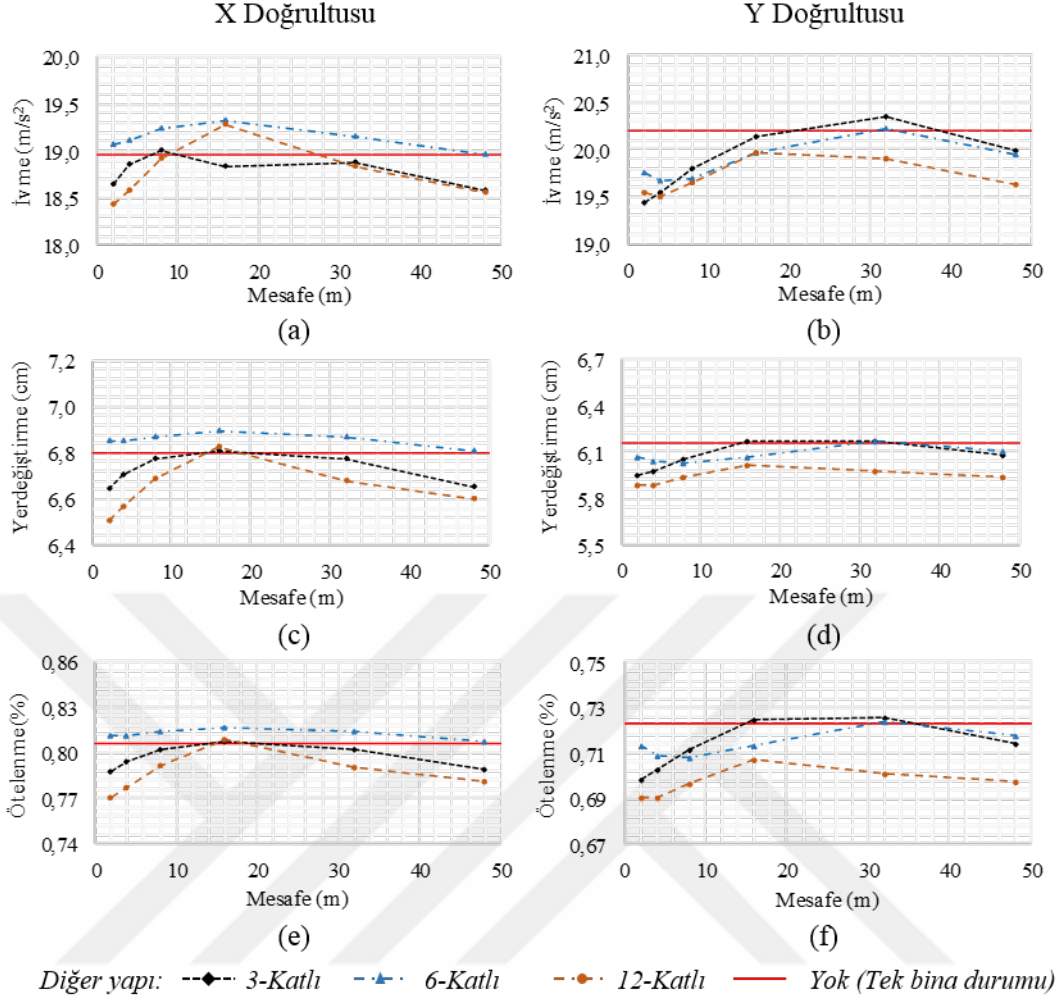 X Doğrultusu
Y Doğrultusu
İvme (m/s²)
20,0
19,5
19,0
18,5
18,0
0 10 20 30 40 50
Mesafe (m)
(a)
İvme (m/s²)
21,0
20,5
20,0
19,5
19,0
0 10 20 30 40 50
Mesafe (m)
(b)
Yerdeğiştirme (cm)
7,2
7,0
6,8
6,6
6,4
0 10 20 30 40 50
Mesafe (m)
(c)
Yerdeğiştirme (cm)
6,7
6,4
6,1
5,8
5,5
0 10 20 30 40 50
Mesafe (m)
(d)
Ötelenme (%)
0,86
0,83
0,80
0,77
0,74
0 10 20 30 40 50
Mesafe (m)
(e)
Ötelenme (%)
0,75
0,73
0,71
0,69
0,67
0 10 20 30 40 50
Mesafe (m)
(f)
Diğer yapı: 3-Katlı 6-Katlı 12-Katlı Yok (Tek bina durumu)